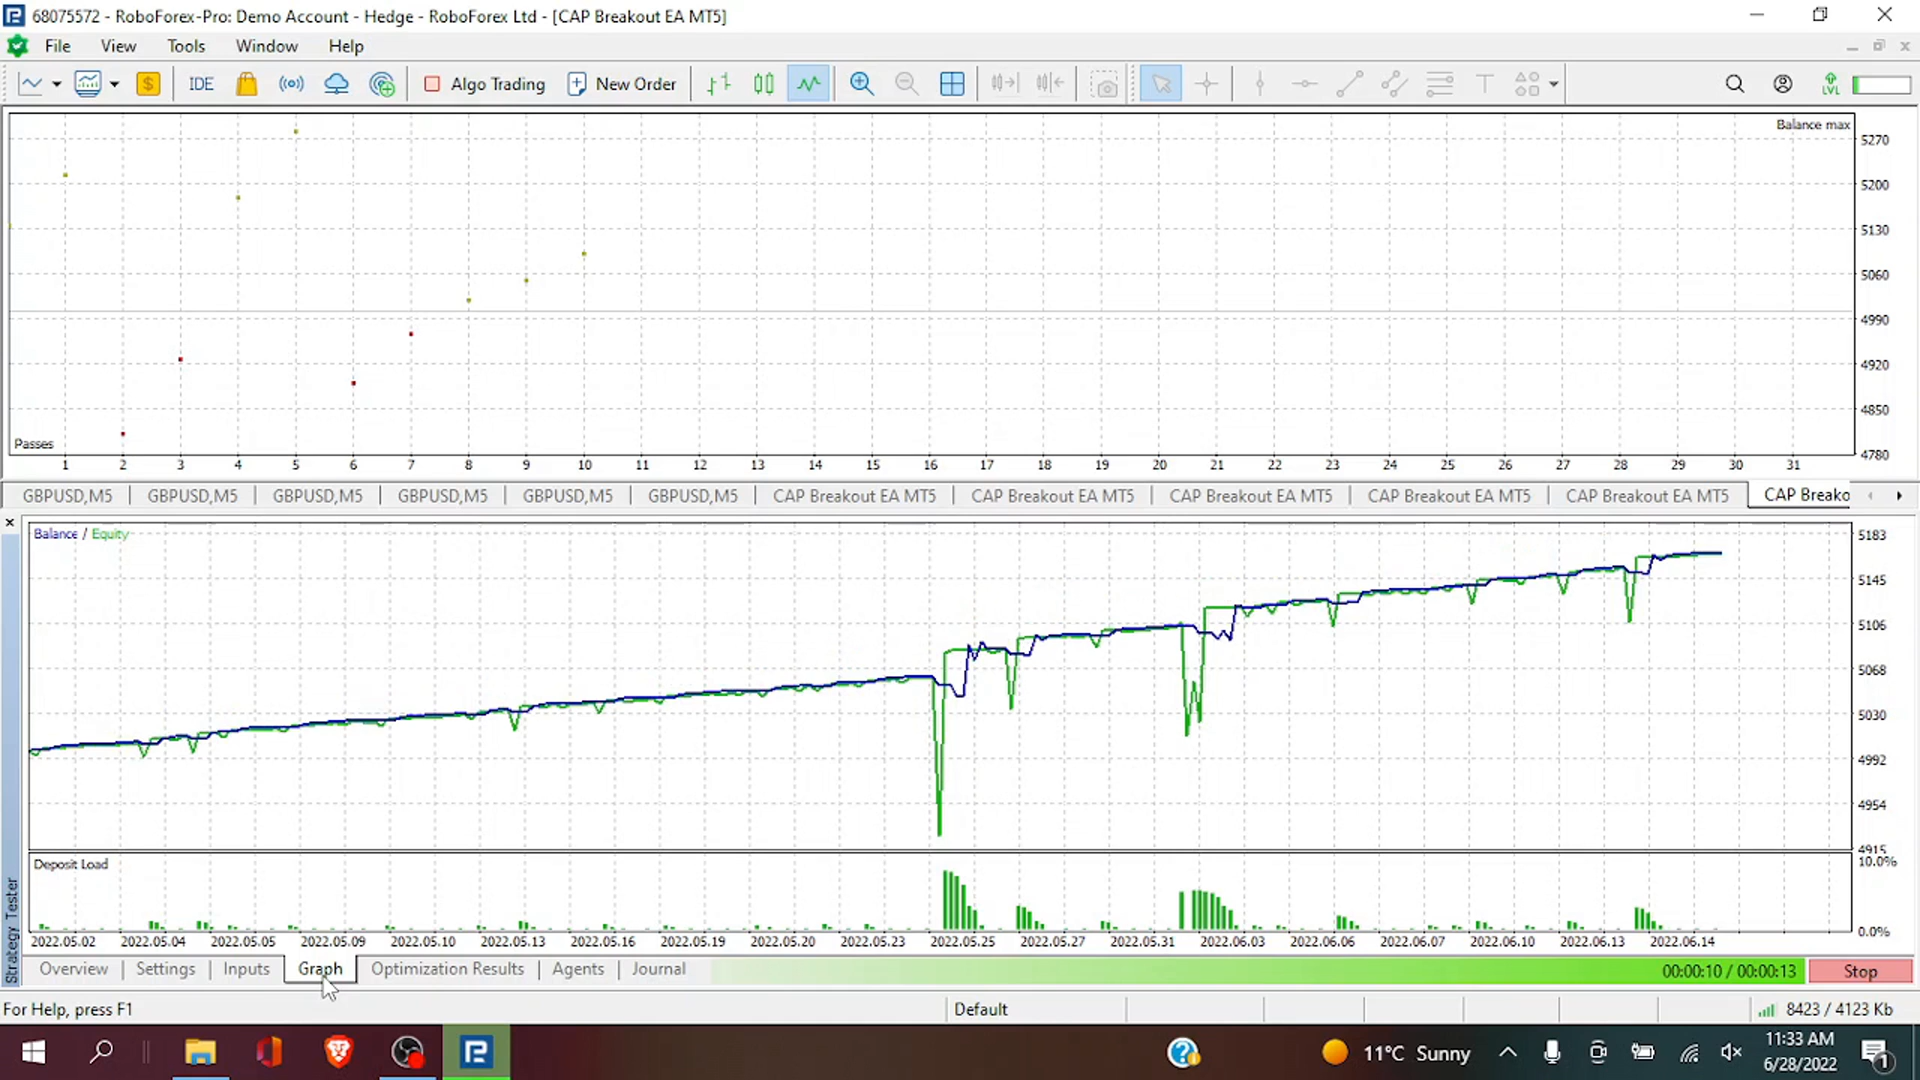 68075572 - RoboForex-Pro: Demo Account - Hedge - RoboForex Ltd - [CAP Breakout EA MT5]
File View Tools Window Help
IDE Algo Trading New Order LVL
Balance max
5270
5200
5130
5060
4990
4920
4850
4780
Passes
1 2 3 4 5 6 7 8 9 10 11 12 13 14 15 16 17 18 19 20 21 22 23 24 25 26 27 28 29 30 31
GBPUSD,M5 GBPUSD,M5 GBPUSD,M5 GBPUSD,M5 GBPUSD,M5 GBPUSD,M5 CAP Breakout EA MT5 CAP Breakout EA MT5 CAP Breakout EA MT5 CAP Breakout EA MT5 CAP Breakout EA MT5 CAP Breako
Balance / Equity
5183
5145
5106
5068
5030
4992
4954
4915
Deposit Load
10.0%
0.0%
2022.05.02 2022.05.04 2022.05.05 2022.05.09 2022.05.10 2022.05.13 2022.05.16 2022.05.19 2022.05.20 2022.05.23 2022.05.25 2022.05.27 2022.05.31 2022.06.03 2022.06.06 2022.06.07 2022.06.10 2022.06.13 2022.06.14
Strategy Tester
Overview Settings Inputs Graph Optimization Results Agents Journal 00:00:10 / 00:00:13 Stop
For Help, press F1 Default 8423 / 4123 Kb
11°C Sunny 11:33 AM
6/28/2022
1